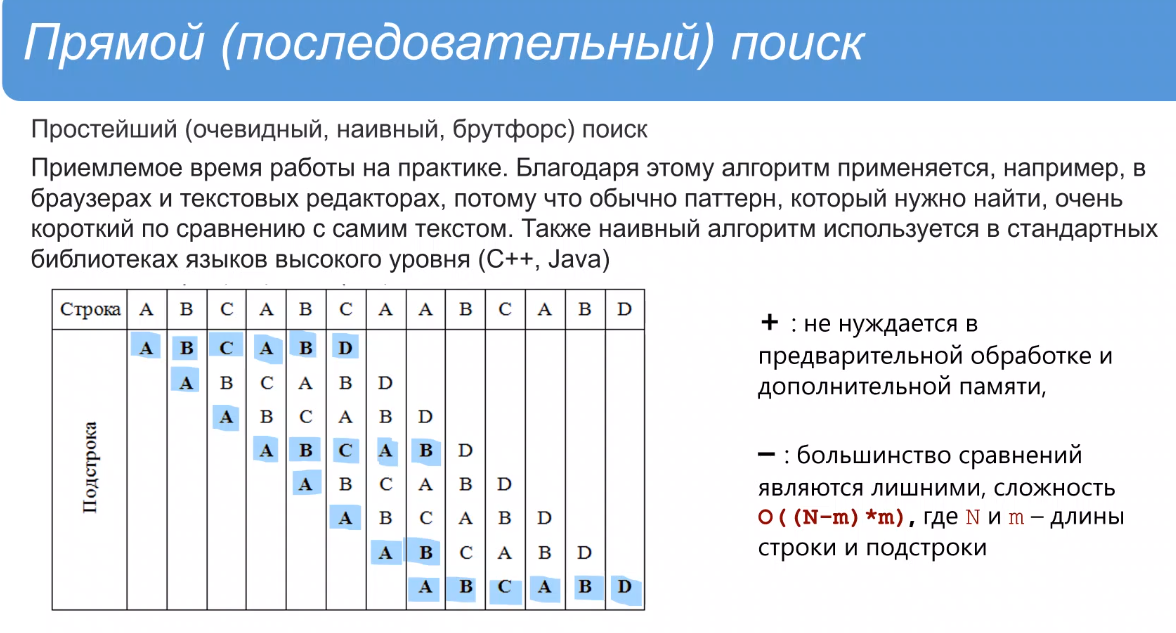 Прямой (последовательный) поиск
Простейший (очевидный, наивный, брутфорс) поиск
Приемлемое время работы на практике. Благодаря этому алгоритм применяется, например, в
браузерах и текстовых редакторах, потому что обычно паттерн, который нужно найти, очень
короткий по сравнению с самим текстом. Также наивный алгоритм используется в стандартных
библиотеках языков высокого уровня (C++, Java)
Строка A B C A B C A A B C A B D
Подстрока
A B C A B D
A B C A B D
A B C A B D
A B C A B D
A B C A B D
A B C A B D
A B C A B D
A B C A B D
+ : не нуждается в
предварительной обработке и
дополнительной памяти,
– : большинство сравнений
являются лишними, сложность
O((N-m)*m), где N и m – длины
строки и подстроки